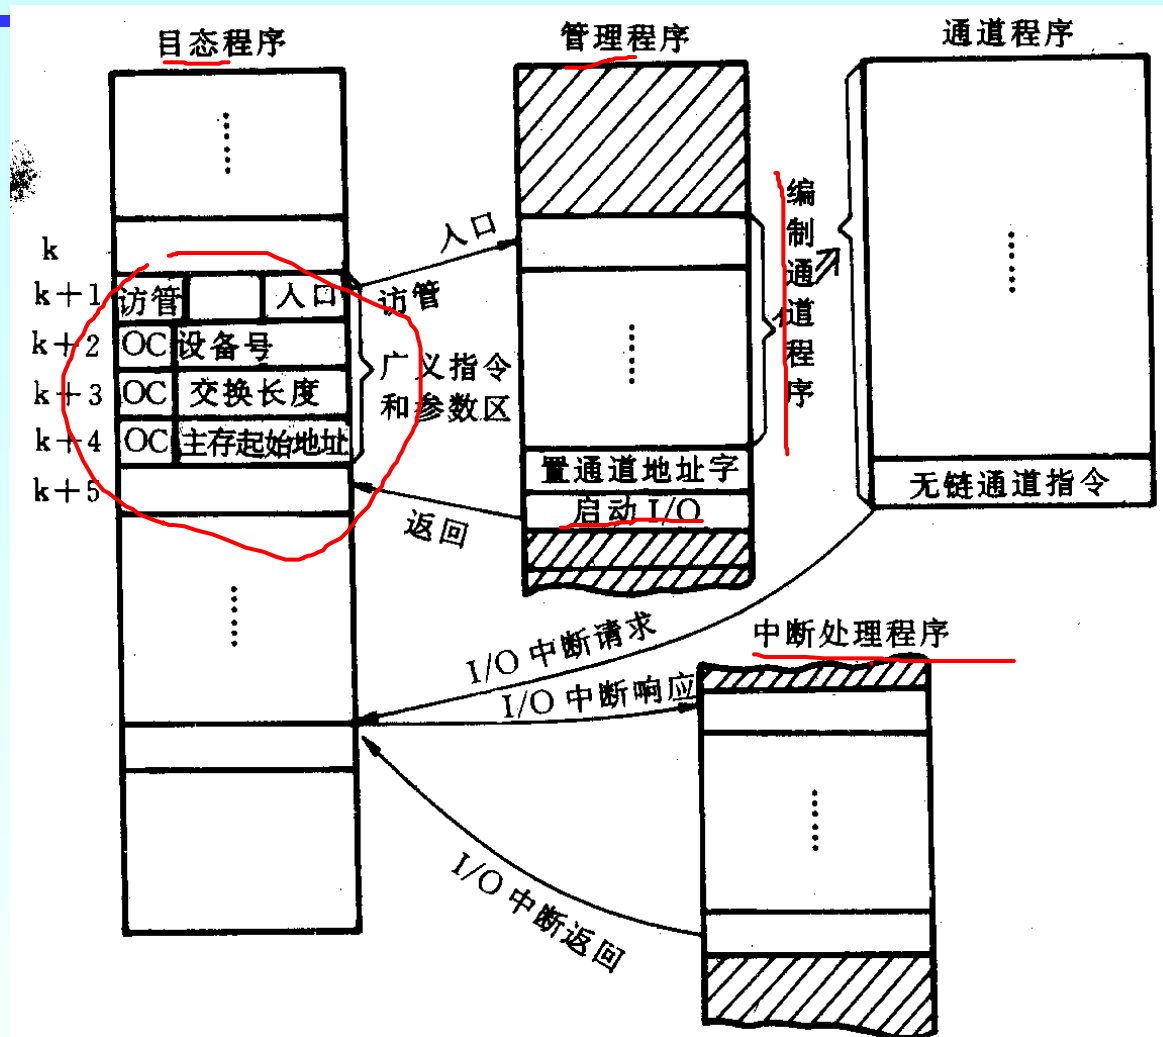 目态程序
管理程序
通道程序
k
k+1
访管
入口
k+2
OC
设备号
k+3
OC
交换长度
k+4
OC
主存起始地址
k+5
入口
访管
广义指令
和参数区
返回
置通道地址字
启动 I/O
编制通道程序
无链通道指令
I/O 中断请求
I/O 中断响应
I/O 中断返回
中断处理程序